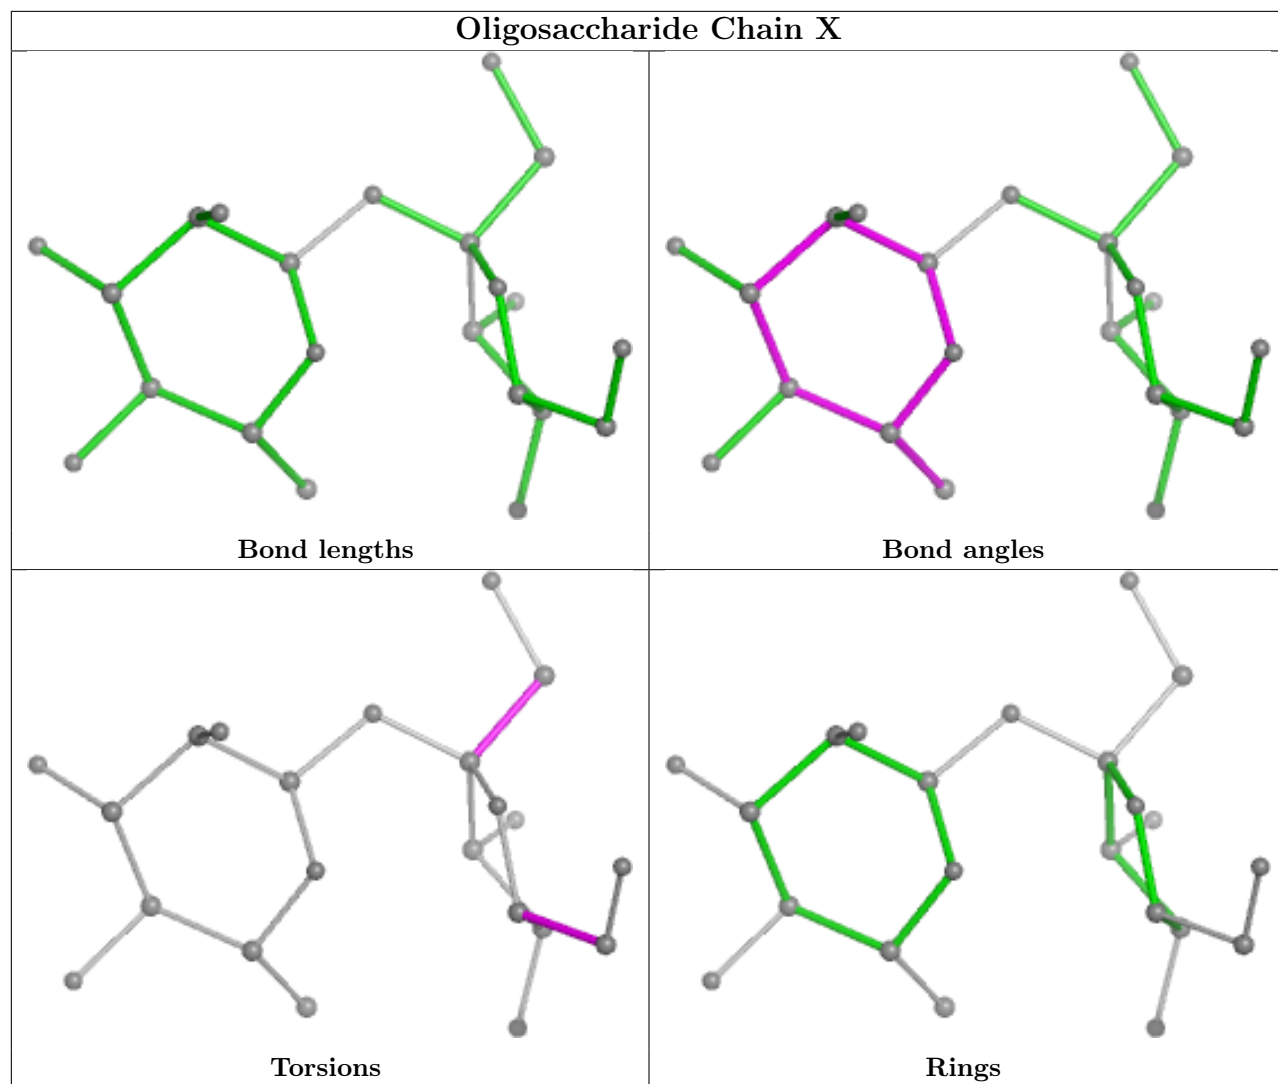 Oligosaccharide Chain X
Bond lengths
Bond angles
Torsions
Rings